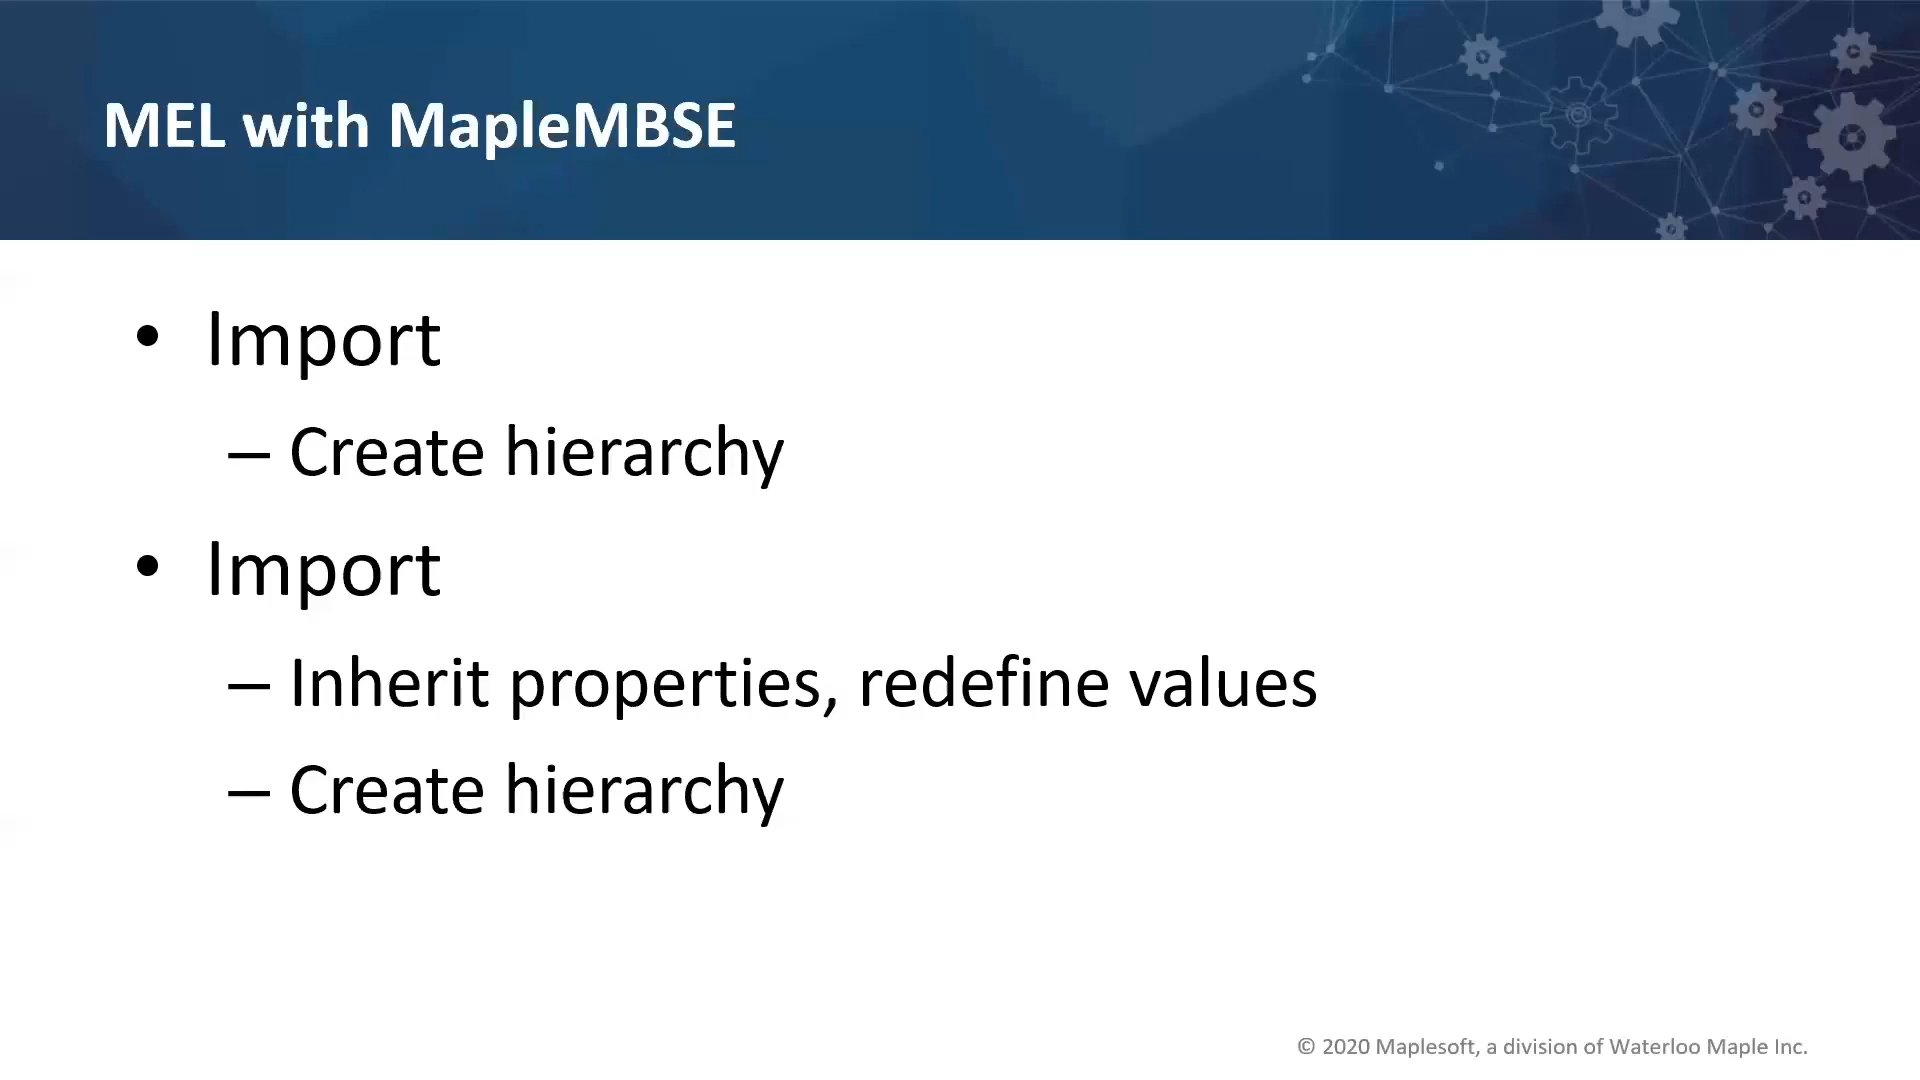 MEL with MapleMBSE
• Import
– Create hierarchy
• Import
– Inherit properties, redefine values
– Create hierarchy
© 2020 Maplesoft, a division of Waterloo Maple Inc.